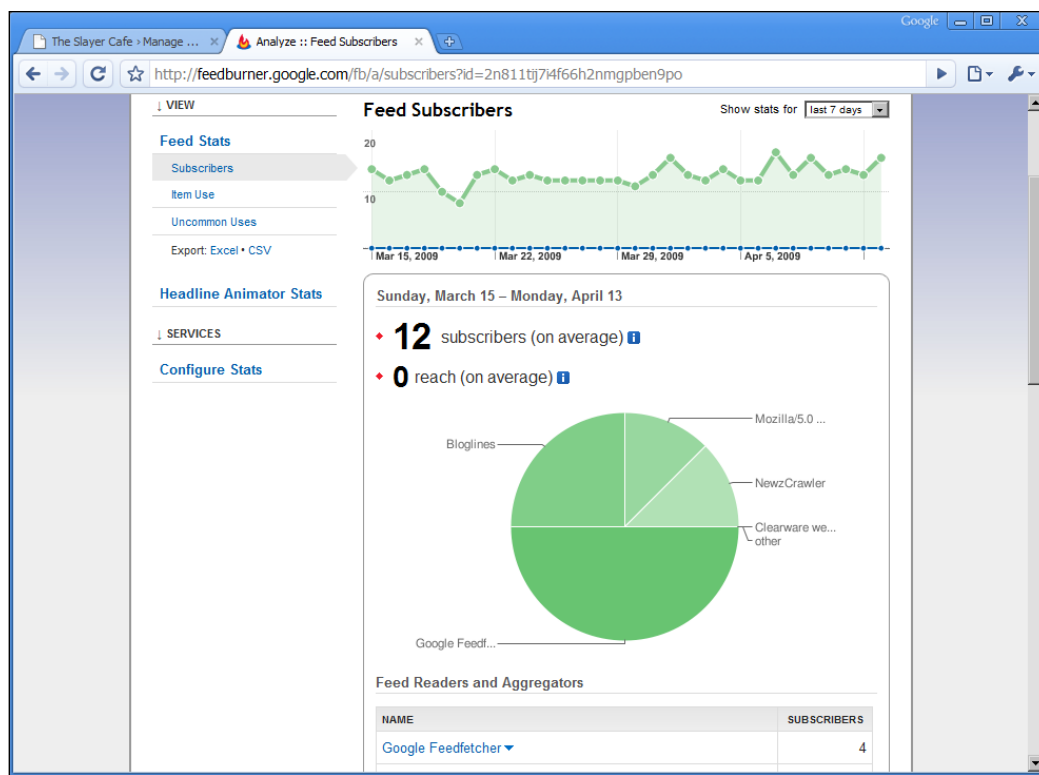 Google
The Slayer Cafe › Manage ...
Analyze :: Feed Subscribers
http://feedburner.google.com/fb/a/subscribers?id=2n811tij7i4f66h2nmgpben9po
↓ VIEW
Feed Stats
Subscribers
Item Use
Uncommon Uses
Export: Excel • CSV
Headline Animator Stats
↓ SERVICES
Configure Stats
Feed Subscribers
Show stats for last 7 days
20
10
Mar 15, 2009 Mar 22, 2009 Mar 29, 2009 Apr 5, 2009
Sunday, March 15 – Monday, April 13
12 subscribers (on average)
0 reach (on average)
Mozilla/5.0 ...
Bloglines
NewzCrawler
Clearware we...
other
Google Feedf...
Feed Readers and Aggregators
NAME SUBSCRIBERS
Google Feedfetcher 4